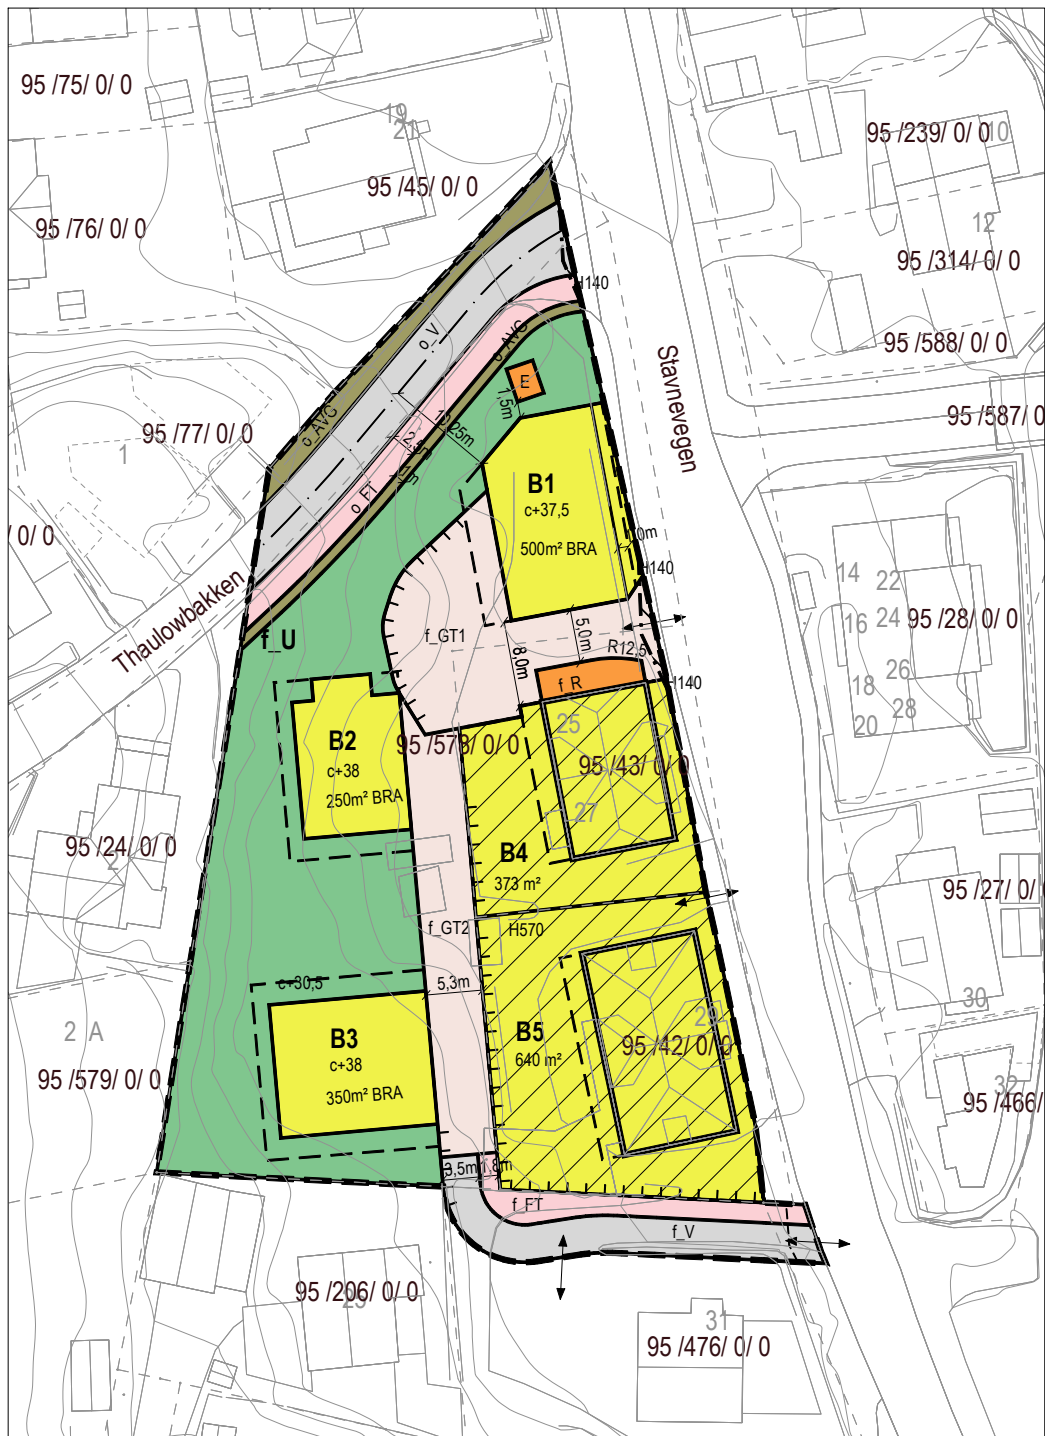 95 /75/ 0/ 0
19
21
95 /239/ 0/ 0
10
95 /45/ 0/ 0
95 /76/ 0/ 0
12
95 /314/ 0/ 0
H140
o_V
o_AVG
95 /588/ 0/ 0
Stavnevegen
E
1,5m
95 /587/ 0
o_AVG
95 /77/ 0/ 0
1
10,25m
1m
o_FT
B1
c+37,5
500m² BRA
/ 0/ 0
H140
14
22
16
24
95 /28/ 0/ 0
Thaulowbakken
f_U
f_GT1
5,0m
R12,5
8,0m
f_R
H140
26
18
28
20
25
B2
c+38
250m² BRA
95 /578/ 0/ 0
95 /43/ 0/ 0
27
95 /24/ 0/ 0
2
B4
373 m²
95 /27/ 0/
f_GT2
H570
c+30,5
5,3m
30
2 A
B3
c+38
350m² BRA
B5
640 m²
29
95 /42/ 0/ 0
95 /579/ 0/ 0
32
95 /466/
3,5m
1,8m
f_FT
f_V
95 /206/ 0/ 0
31
95 /476/ 0/ 0